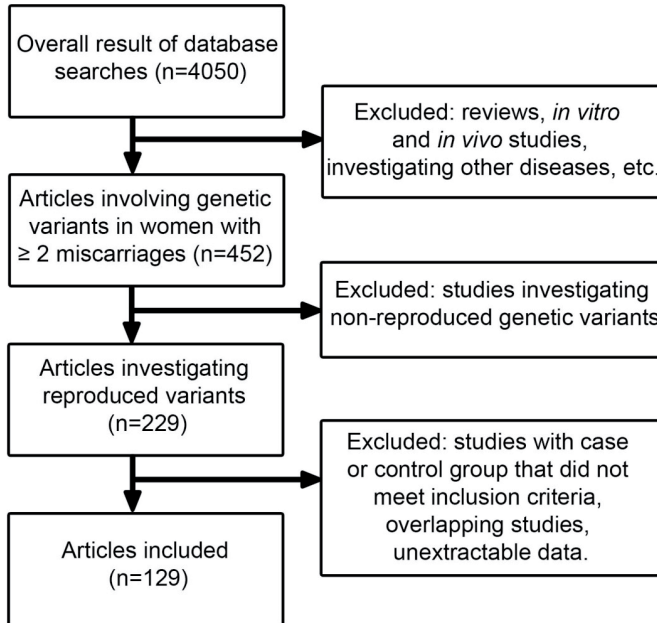 Overall result of database
searches (n=4050)
Excluded: reviews, in vitro
and in vivo studies,
investigating other diseases, etc.
Articles involving genetic
variants in women with
≥ 2 miscarriages (n=452)
Excluded: studies investigating
non-reproduced genetic variants
Articles investigating
reproduced variants
(n=229)
Excluded: studies with case
or control group that did not
meet inclusion criteria,
overlapping studies,
unextractable data.
Articles included
(n=129)